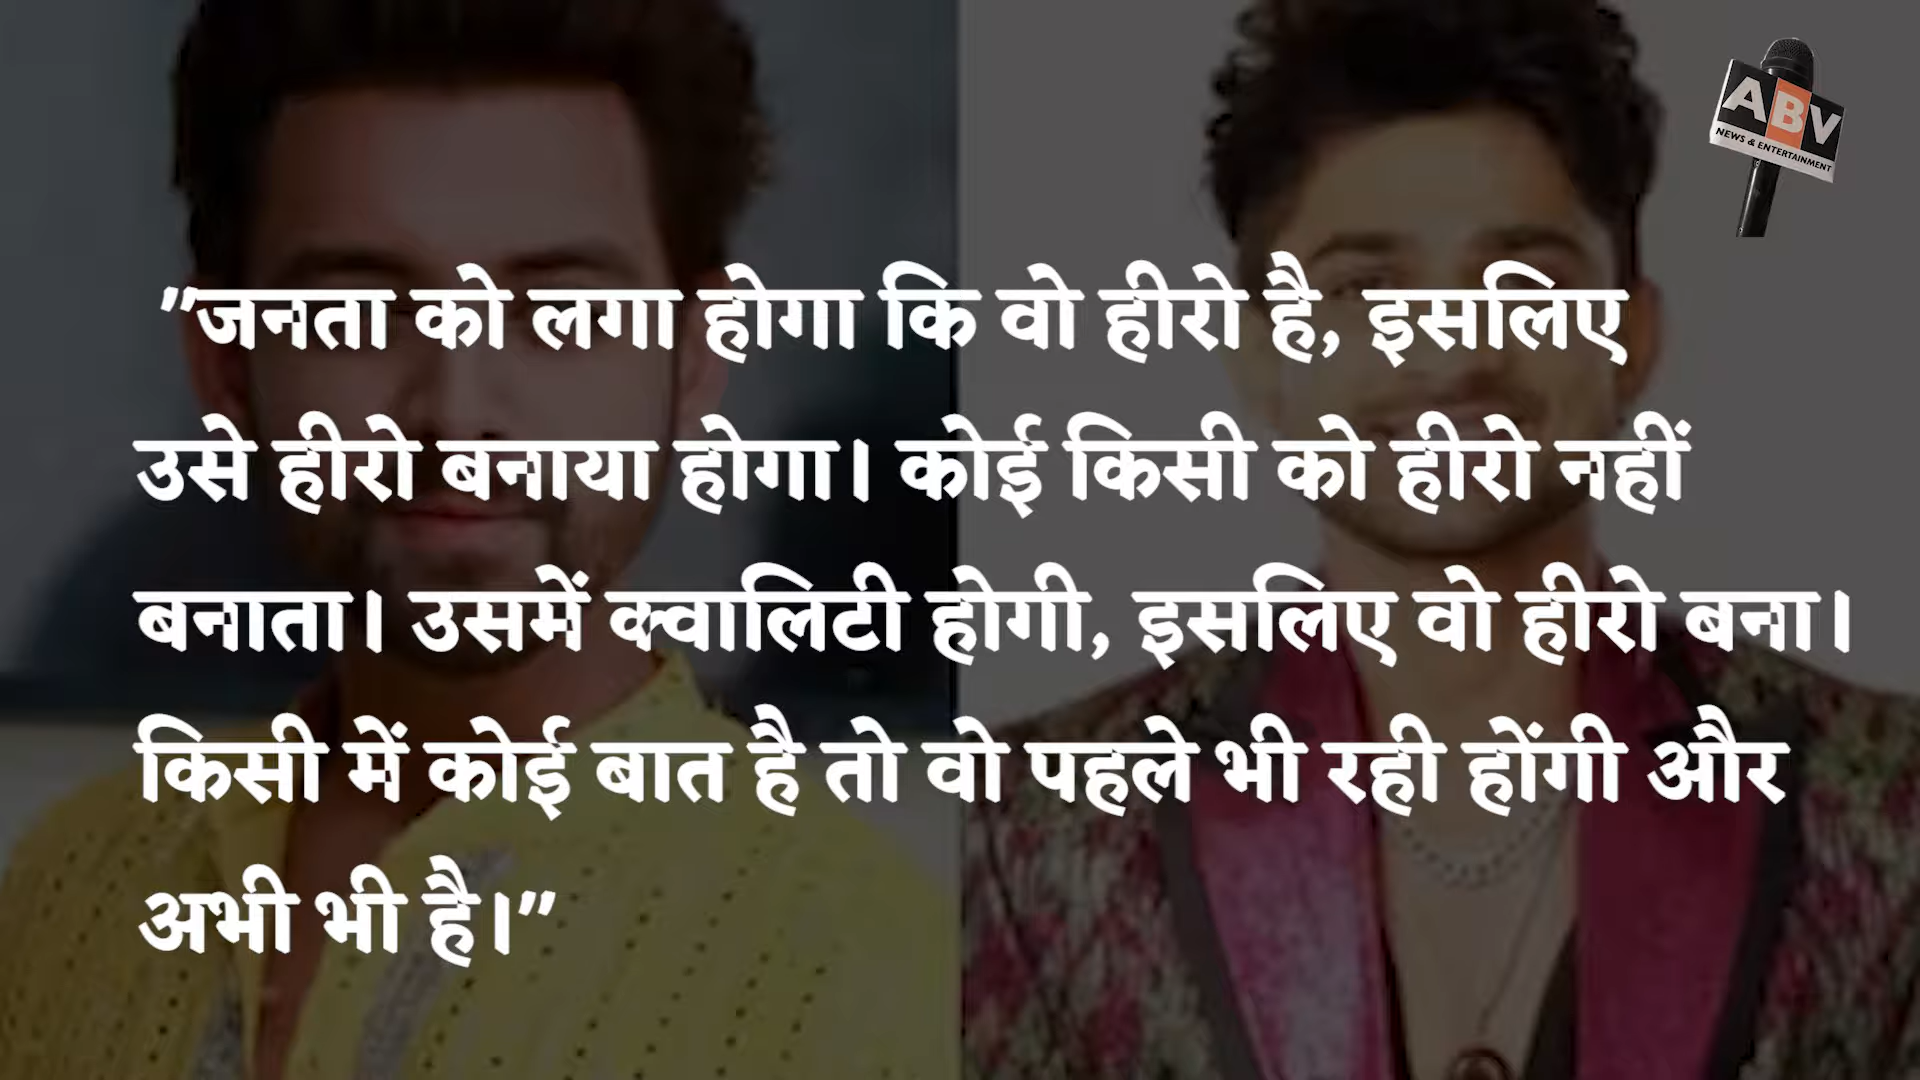 "जनता को लगा होगा कि वो हीरो है, इसलिए
उसे हीरो बनाया होगा। कोई किसी को हीरो नहीं
बनाता। उसमें क्वालिटी होगी, इसलिए वो हीरो बना।
किसी में कोई बात है तो वो पहले भी रही होंगी और
अभी भी है।"
ABV
NEWS & ENTERTAINMENT